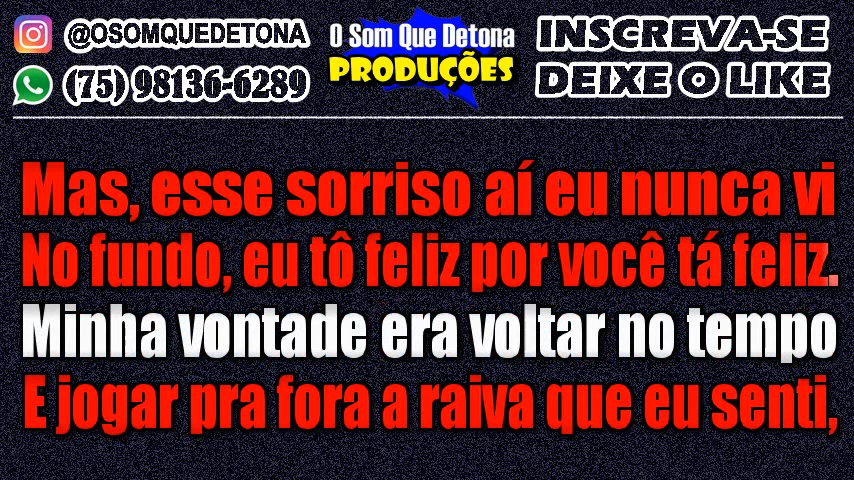 @OSOMQUEDETONA
(75) 98136-6289
O Som Que Detona
PRODUÇÕES
INSCREVA-SE
DEIXE O LIKE
Mas, esse sorriso aí eu nunca vi
No fundo, eu tô feliz por você tá feliz.
Minha vontade era voltar no tempo
E jogar pra fora a raiva que eu senti,